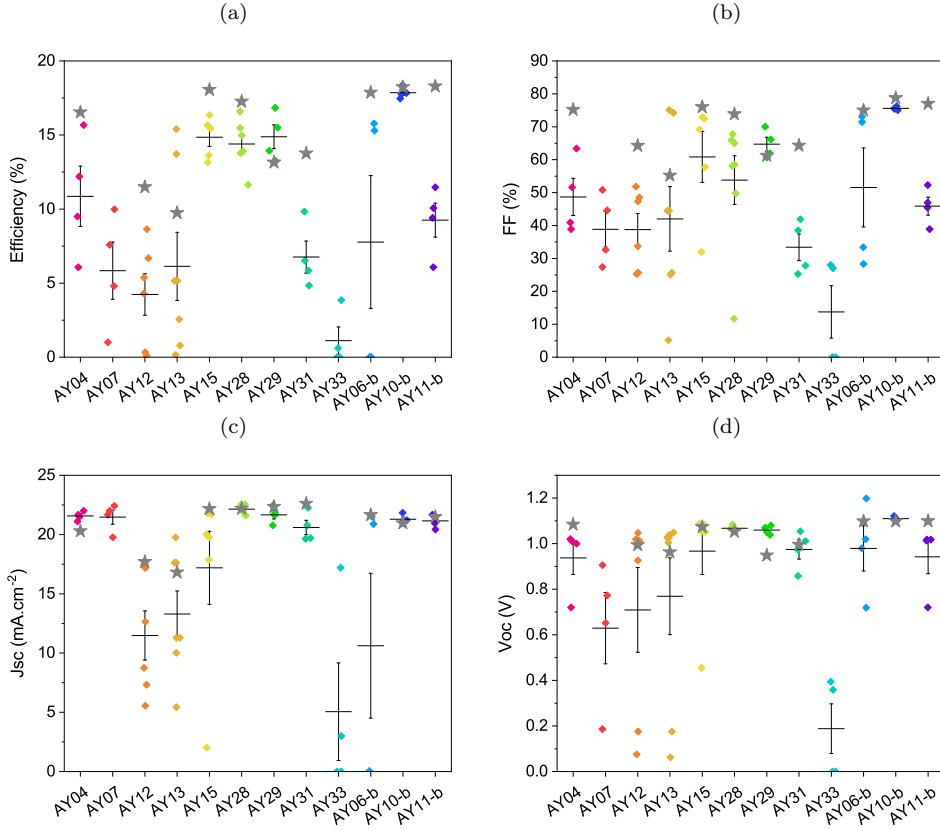 (a)
(b)
20
15
10
5
0
Efficiency (%)
AY04
AY07
AY12
AY13
AY15
AY28
AY29
AY31
AY33
AY06-b
AY10-b
AY11-b
90
80
70
60
50
40
30
20
10
0
FF (%)
AY04
AY07
AY12
AY13
AY15
AY28
AY29
AY31
AY33
AY06-b
AY10-b
AY11-b
(c)
(d)
25
20
15
10
5
0
Jsc (mA.cm-2)
AY04
AY07
AY12
AY13
AY15
AY28
AY29
AY31
AY33
AY06-b
AY10-b
AY11-b
1.2
1.0
0.8
0.6
0.4
0.2
0.0
Voc (V)
AY04
AY07
AY12
AY13
AY15
AY28
AY29
AY31
AY33
AY06-b
AY10-b
AY11-b